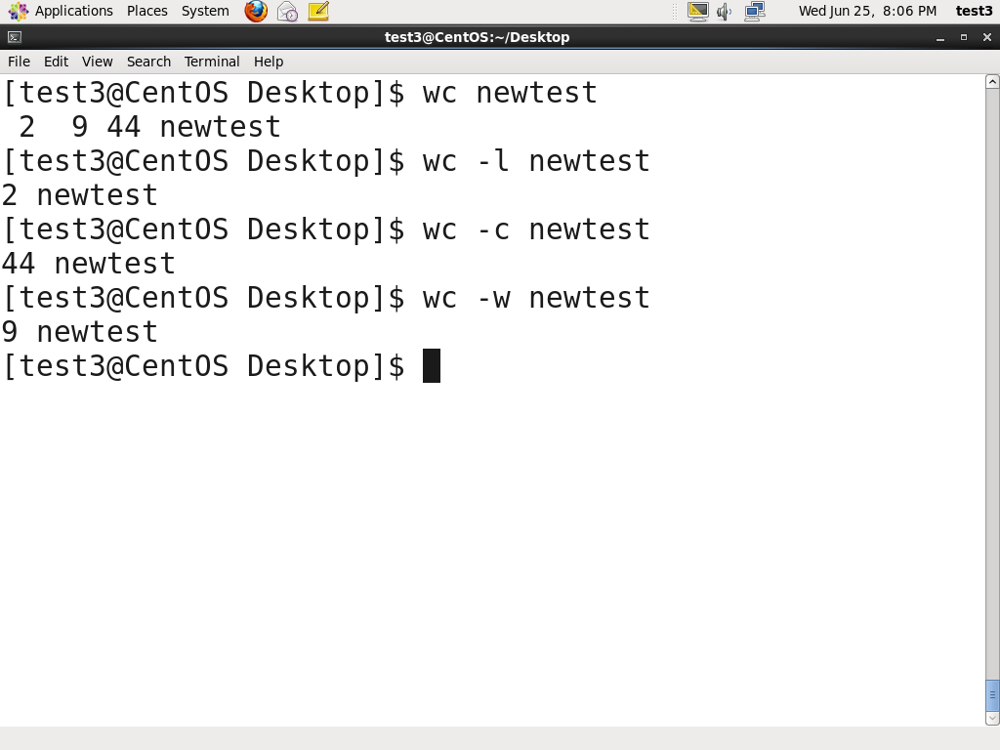 Applications Places System Wed Jun 25, 8:06 PM test3
test3@CentOS:~/Desktop
File Edit View Search Terminal Help
[test3@CentOS Desktop]$ wc newtest
 2  9 44 newtest
[test3@CentOS Desktop]$ wc -l newtest
2 newtest
[test3@CentOS Desktop]$ wc -c newtest
44 newtest
[test3@CentOS Desktop]$ wc -w newtest
9 newtest
[test3@CentOS Desktop]$